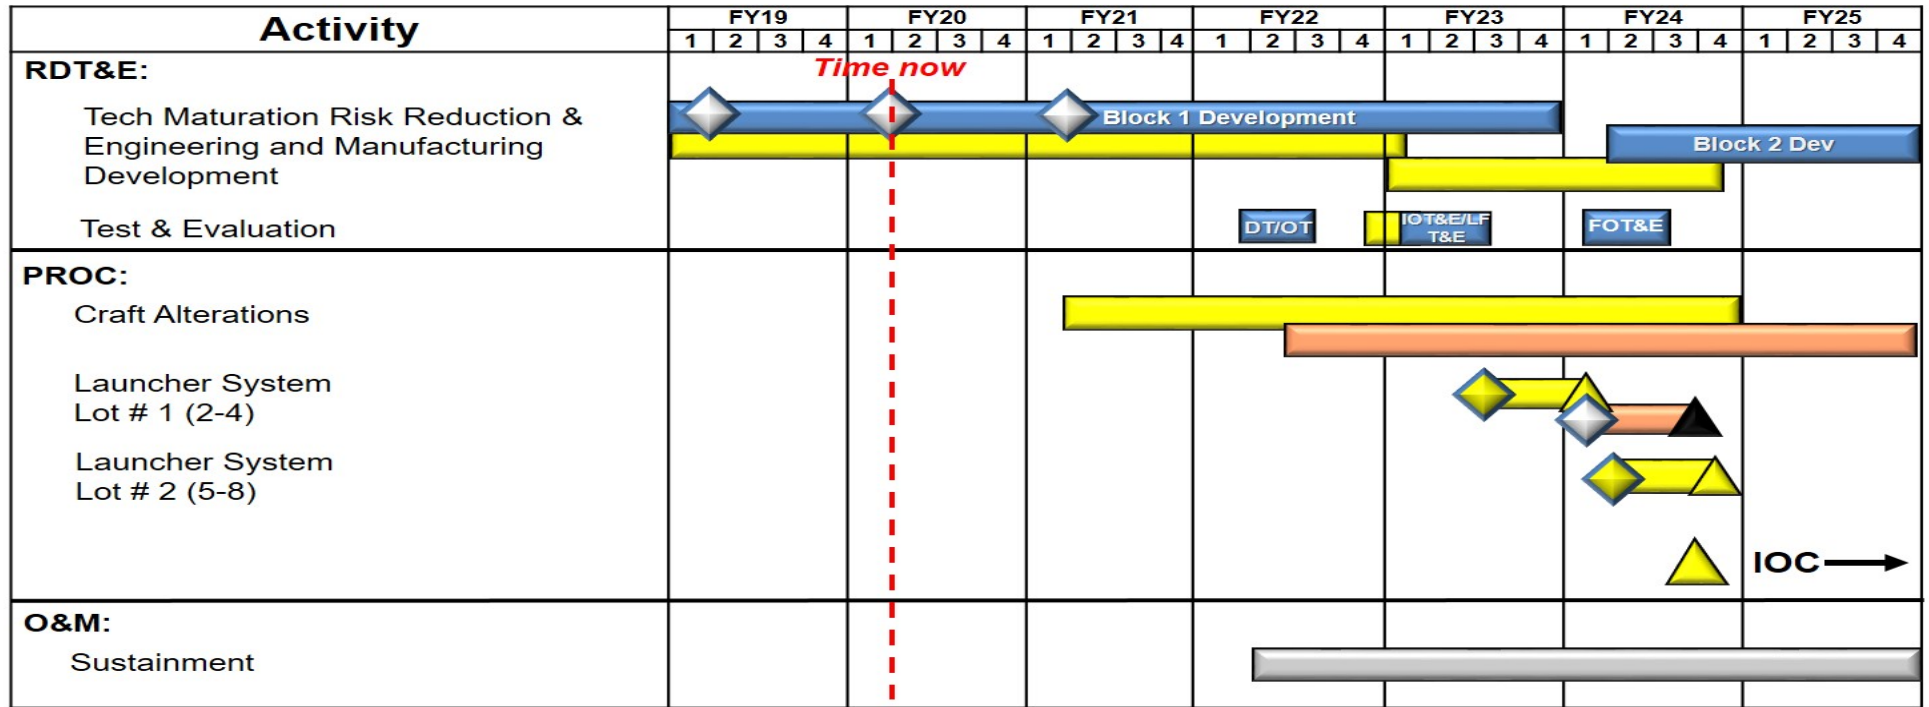 Activity
FY19 FY20 FY21 FY22 FY23 FY24 FY25
1 2 3 4 1 2 3 4 1 2 3 4 1 2 3 4 1 2 3 4 1 2 3 4 1 2 3 4
RDT&E:
Time now
Tech Maturation Risk Reduction &
Engineering and Manufacturing
Development
Block 1 Development
Block 2 Dev
Test & Evaluation
DT/OT
IOT&E/LF
T&E
FOT&E
PROC:
Craft Alterations
Launcher System
Lot # 1 (2-4)
Launcher System
Lot # 2 (5-8)
IOC
O&M:
Sustainment